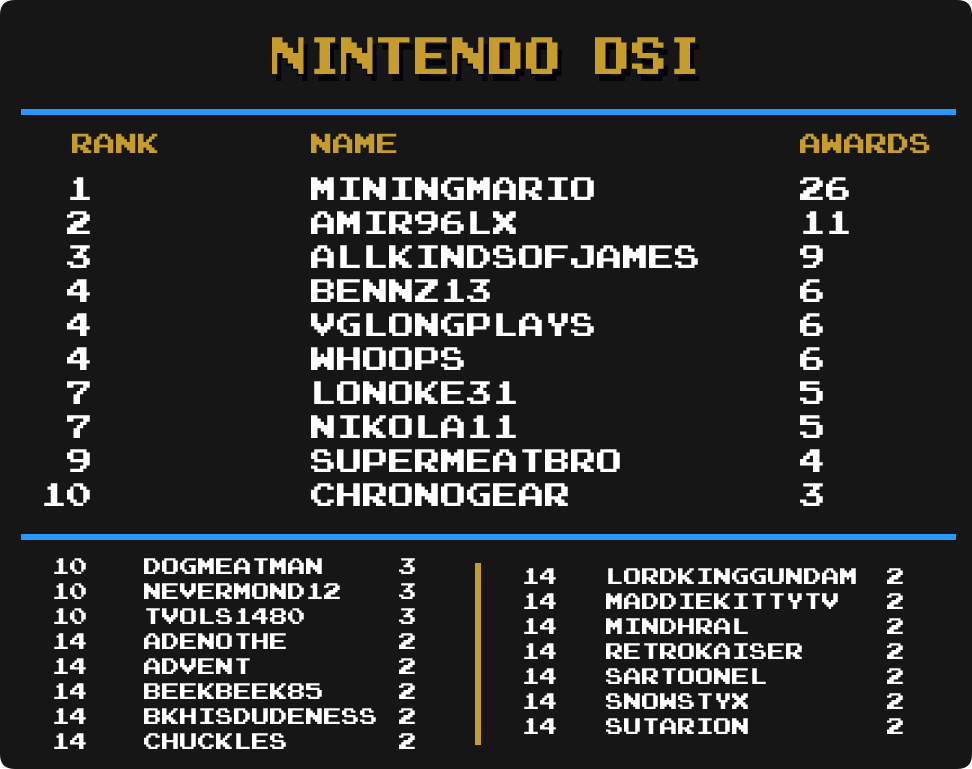 NINTENDO DSI
RANK NAME AWARDS
1 MININGMARIO 26
2 AMIR96LX 11
3 ALLKINDSOFJAMES 9
4 BENNZ13 6
4 VGLONGPLAYS 6
4 WHOOPS 6
7 LONOKE31 5
7 NIKOLA11 5
9 SUPERMEATBRO 4
10 CHRONOGEAR 3
10 DOGMEATMAN 3
10 NEVERMOND12 3
10 TVOLS1480 3
14 ADENOTHE 2
14 ADVENT 2
14 BEEKBEEK85 2
14 BKHISDUDENESS 2
14 CHUCKLES 2
14 LORDKINGGUNDAM 2
14 MADDIEKITTYTV 2
14 MINDHRAL 2
14 RETROKAISER 2
14 SARTOONEL 2
14 SNOWSTYX 2
14 SUTARION 2